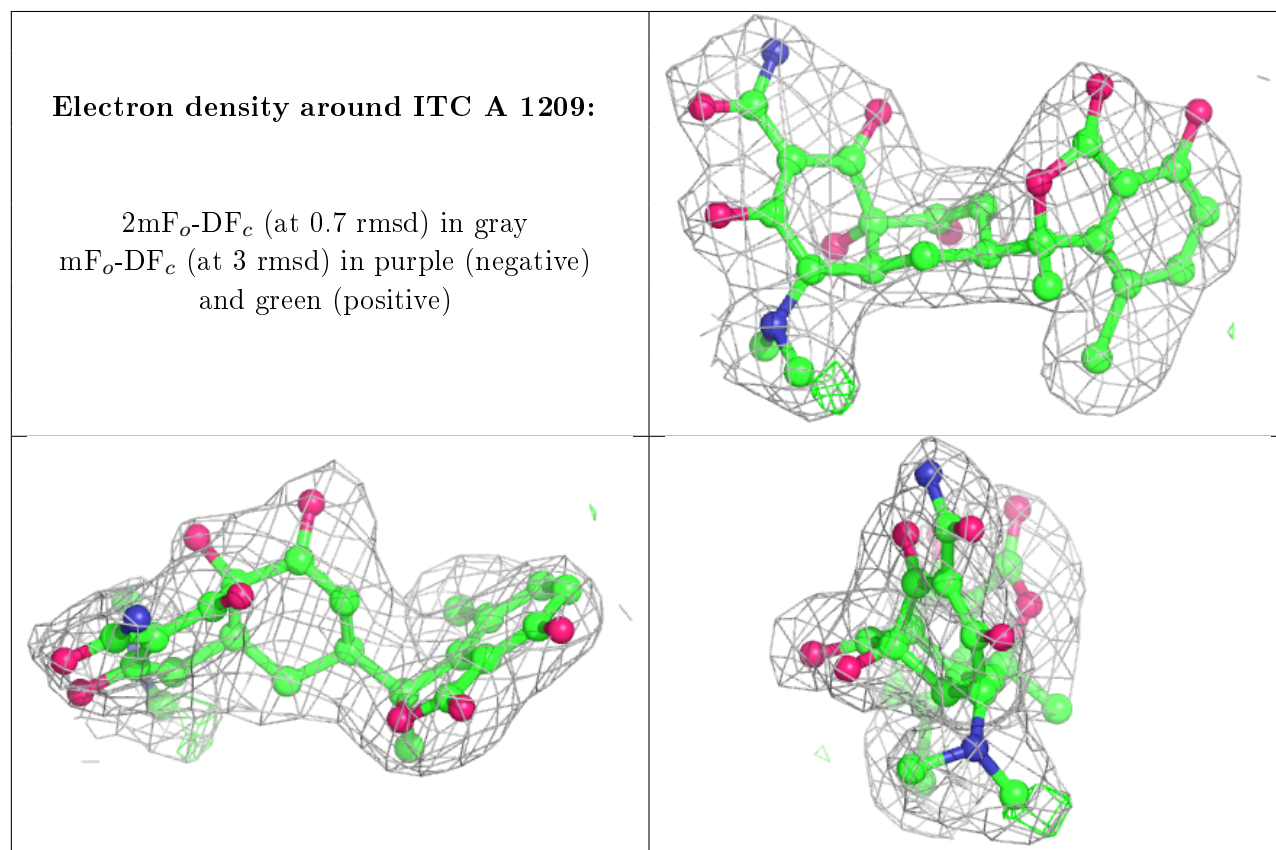 Electron density around ITC A 1209:
2mFₒ-DF𝒸 (at 0.7 rmsd) in gray
mFₒ-DF𝒸 (at 3 rmsd) in purple (negative)
and green (positive)